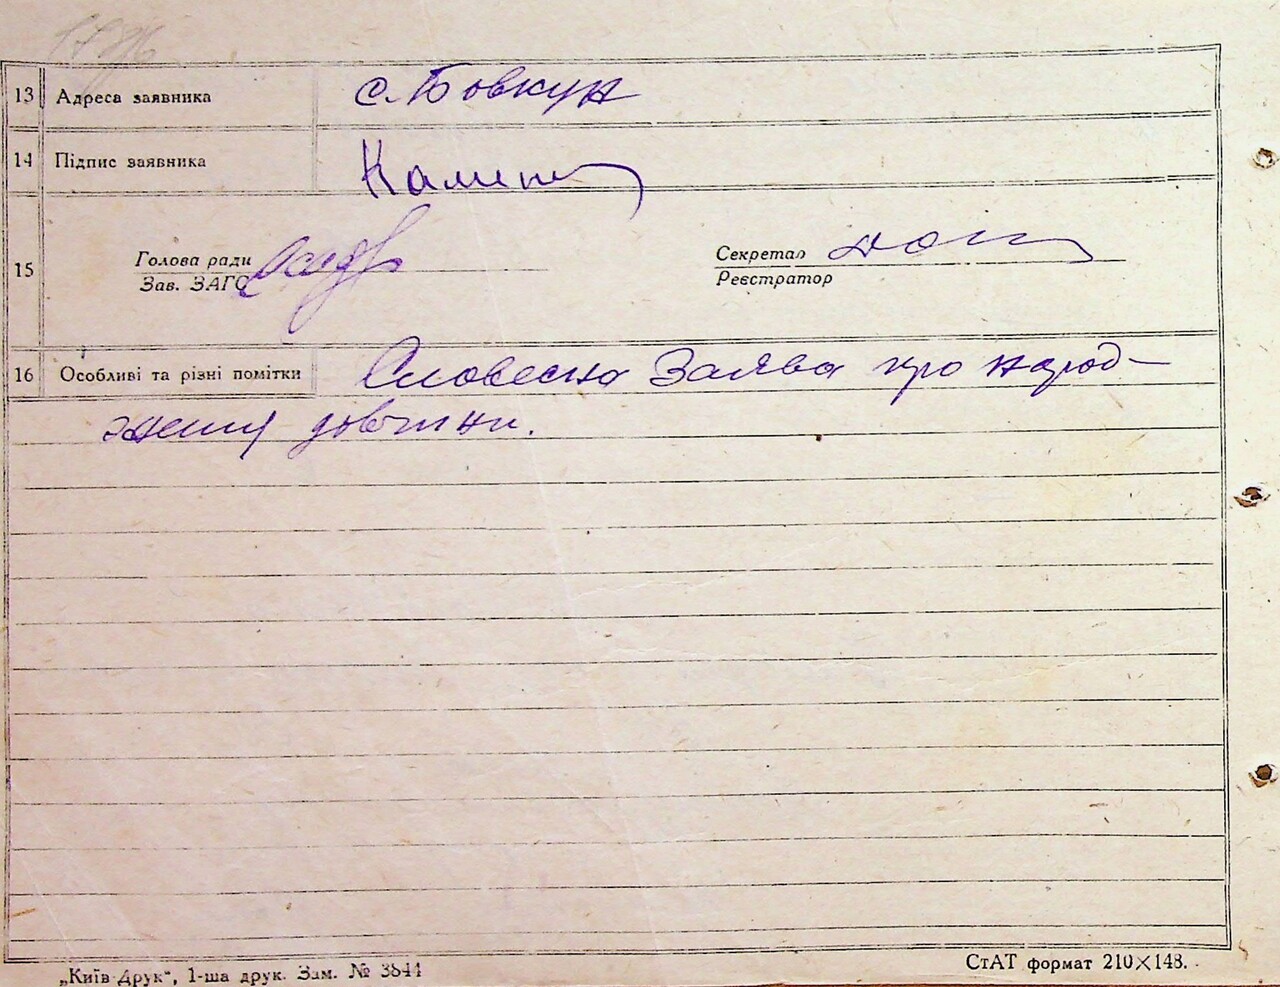 13 Адреса заявника с. Бовкун
14 Підпис заявника
15
Голова ради Секретар
Зав. ЗАГС Реєстратор
16 Особливі та різні помітки Словесна Заява про народ-
ження дівчини.
„Київ-Друк“, 1-ша друк. Зам. № 3844 СтАТ формат 210×148.